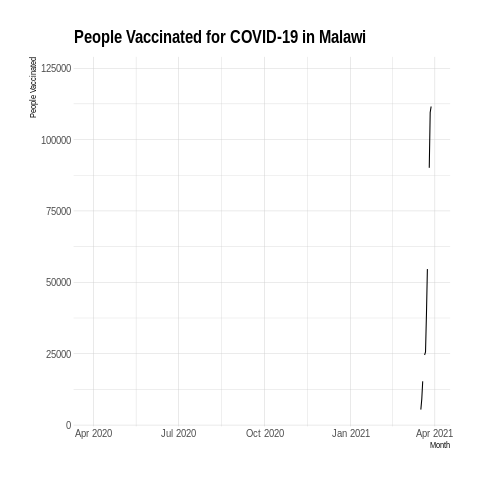 People Vaccinated for COVID-19 in Malawi
People Vaccinated
125000
100000
75000
50000
25000
0
Apr 2020 Jul 2020 Oct 2020 Jan 2021 Apr 2021
Month